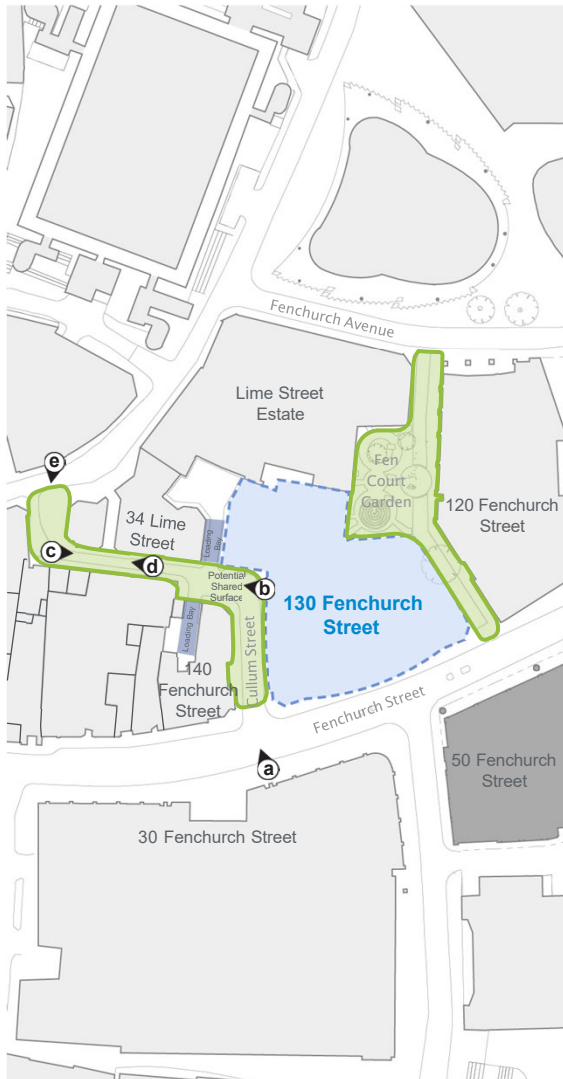 Fenchurch Avenue
Lime Street
Estate
Fen
Court
Garden
120 Fenchurch
Street
e
34 Lime
Street
Loading Bay
c
d
Potential
Shared
Surface
b
130 Fenchurch
Street
Loading Bay
Cullum Street
140
Fenchurch
Street
Fenchurch Street
a
50 Fenchurch
Street
30 Fenchurch Street